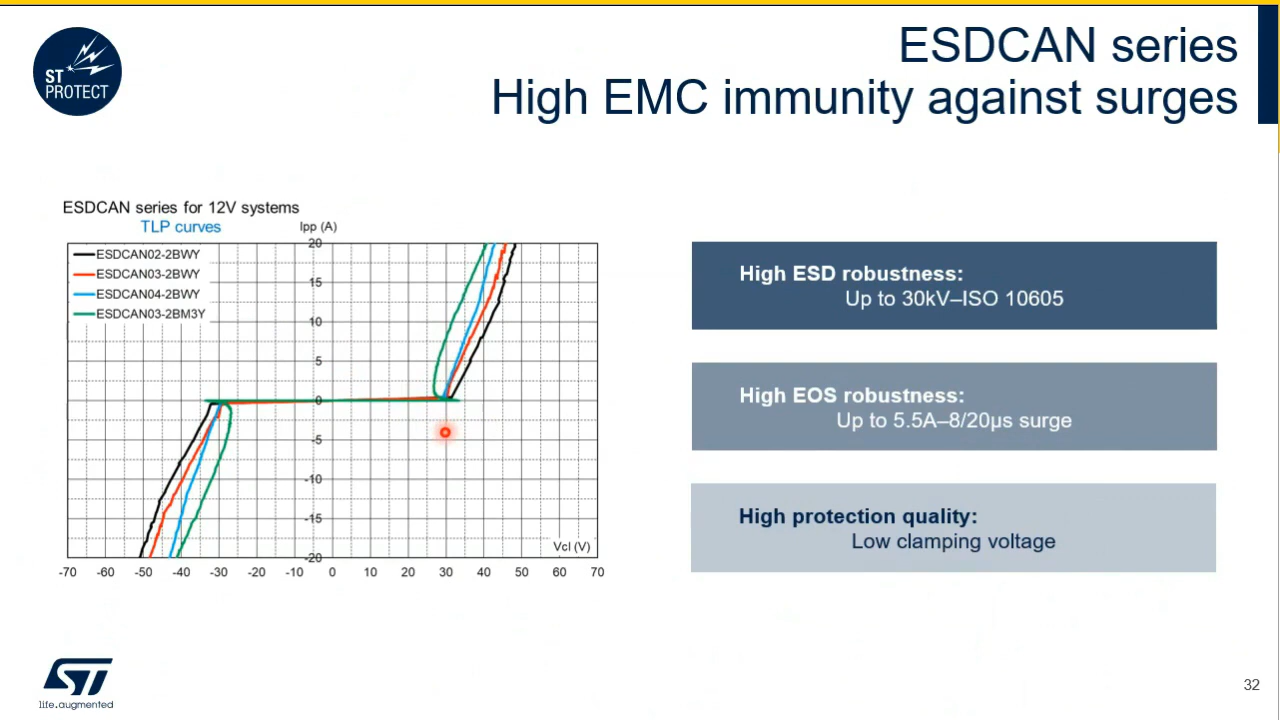 ST
PROTECT
ESDCAN series
High EMC immunity against surges
ESDCAN series for 12V systems
TLP curves
Ipp (A)
ESDCAN02-2BWY
ESDCAN03-2BWY
ESDCAN04-2BWY
ESDCAN03-2BM3Y
20
15
10
5
0
-5
-10
-15
-20
Vcl (V)
-70 -60 -50 -40 -30 -20 -10 0 10 20 30 40 50 60 70
High ESD robustness:
Up to 30kV–ISO 10605
High EOS robustness:
Up to 5.5A–8/20µs surge
High protection quality:
Low clamping voltage
ST
life.augmented
32